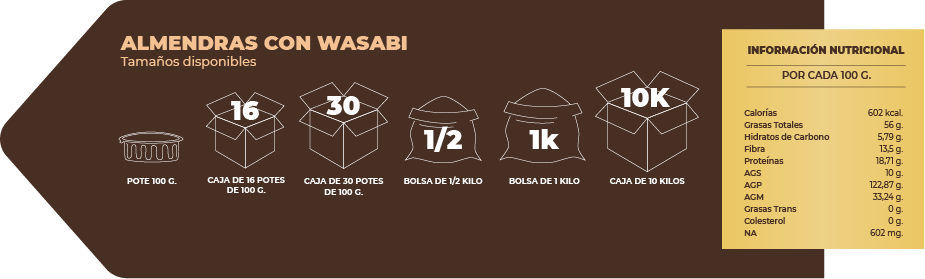 ALMENDRAS CON WASABI
Tamaños disponibles
16
30
1/2
1k
10K
POTE 100 G.
CAJA DE 16 POTES
DE 100 G.
CAJA DE 30 POTES
DE 100 G.
BOLSA DE 1/2 KILO
BOLSA DE 1 KILO
CAJA DE 10 KILOS
INFORMACIÓN NUTRICIONAL
POR CADA 100 G.
Calorías 602 kcal.
Grasas Totales 56 g.
Hidratos de Carbono 5,79 g.
Fibra 13,5 g.
Proteínas 18,71 g.
AGS 10 g.
AGP 122,87 g.
AGM 33,24 g.
Grasas Trans 0 g.
Colesterol 0 g.
NA 602 mg.